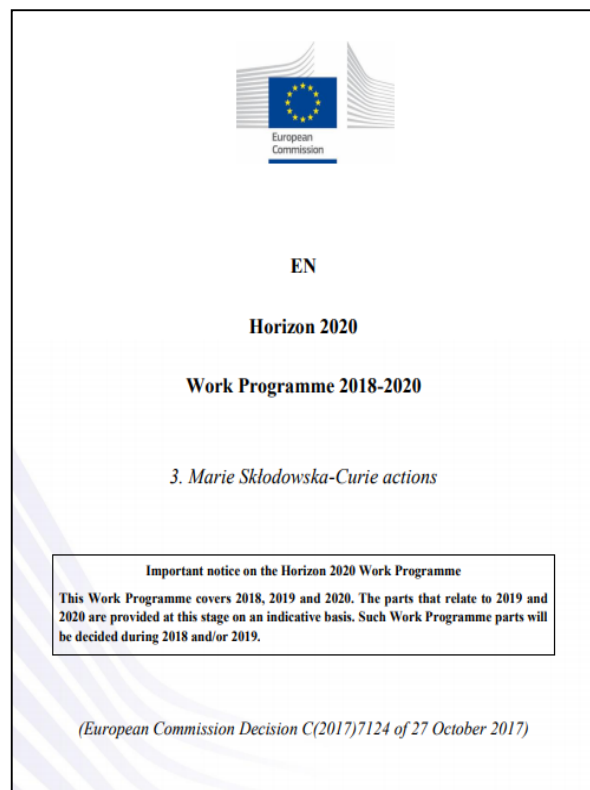 European
Commission
EN
Horizon 2020
Work Programme 2018-2020
3. Marie Skłodowska-Curie actions
Important notice on the Horizon 2020 Work Programme
This Work Programme covers 2018, 2019 and 2020. The parts that relate to 2019 and
2020 are provided at this stage on an indicative basis. Such Work Programme parts will
be decided during 2018 and/or 2019.
(European Commission Decision C(2017)7124 of 27 October 2017)